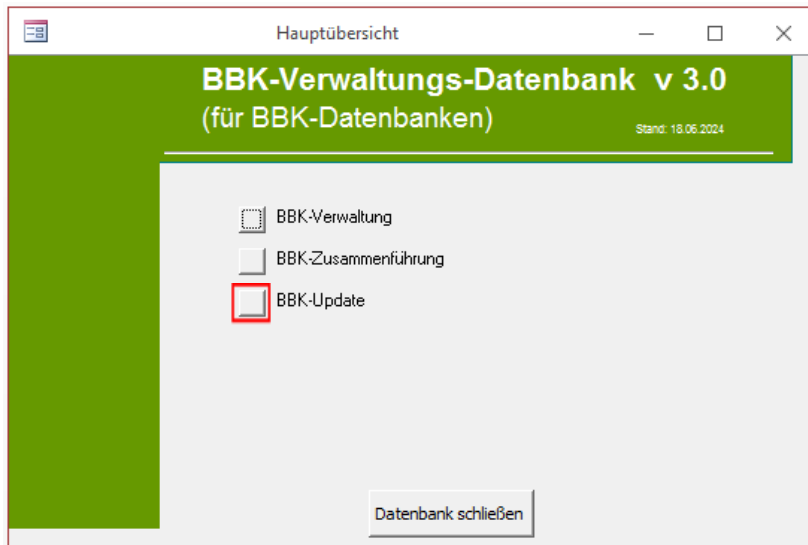 Hauptübersicht
BBK-Verwaltungs-Datenbank v 3.0
(für BBK-Datenbanken)
Stand: 18.06.2024
BBK-Verwaltung
BBK-Zusammenführung
BBK-Update
Datenbank schließen